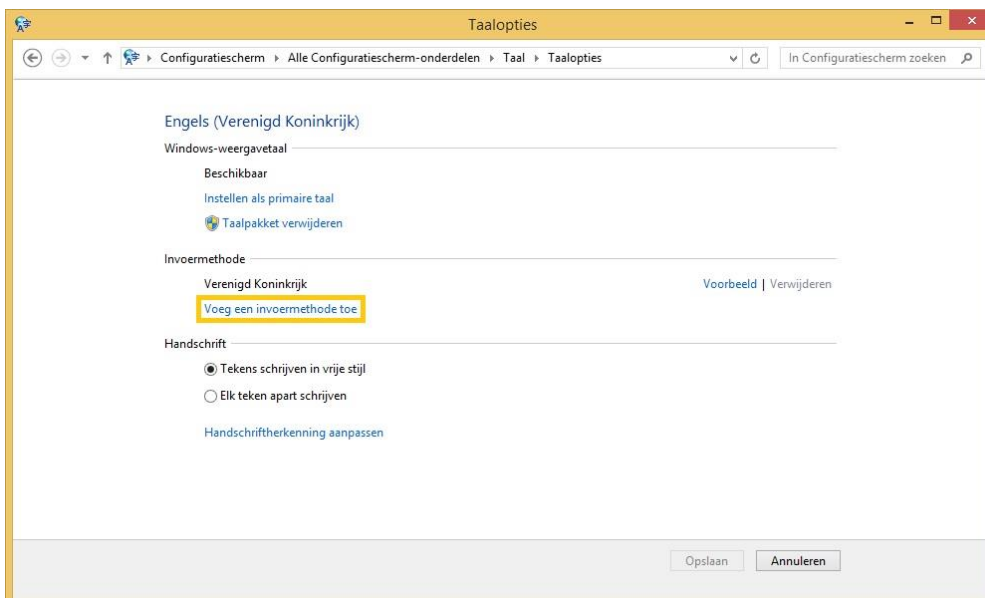 Taalopties
Configuratiescherm Alle Configuratiescherm-onderdelen Taal Taalopties In Configuratiescherm zoeken
Engels (Verenigd Koninkrijk)
Windows-weergavetaal
Beschikbaar
Instellen als primaire taal
Taalpakket verwijderen
Invoermethode
Verenigd Koninkrijk Voorbeeld | Verwijderen
Voeg een invoermethode toe
Handschrift
Tekens schrijven in vrije stijl
Elk teken apart schrijven
Handschriftherkenning aanpassen
Opslaan Annuleren